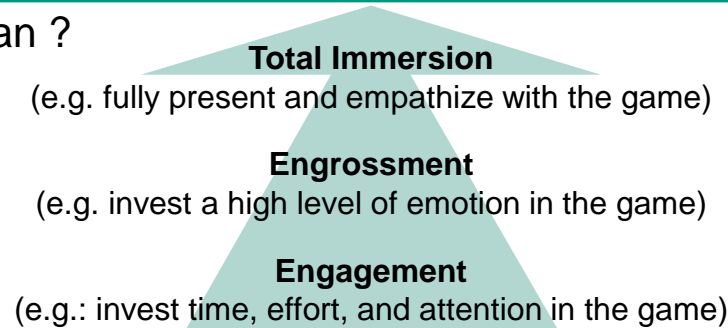 an ?
Total Immersion
(e.g. fully present and empathize with the game)
Engrossment
(e.g. invest a high level of emotion in the game)
Engagement
(e.g.: invest time, effort, and attention in the game)